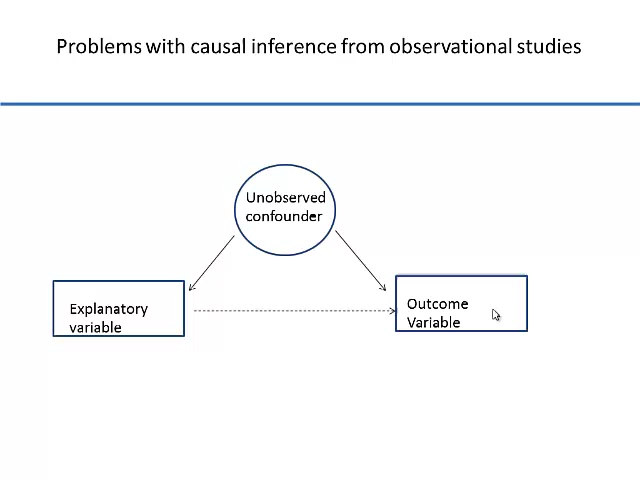 Problems with causal inference from observational studies
Unobserved
confounder
Explanatory
variable
Outcome
Variable